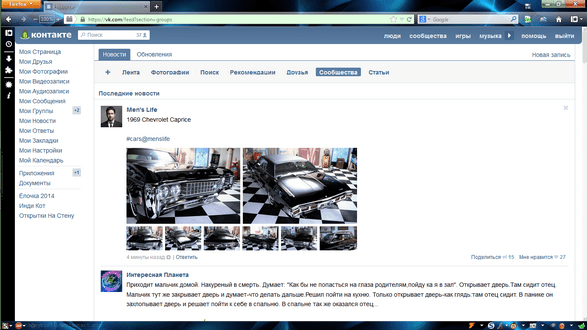 Firefox
https://vk.com/feed?section=groups
Google
вконтакте
Поиск
люди сообщества игры музыка помощь выйти
Моя Страница
Мои Друзья
Мои Фотографии
Мои Видеозаписи
Мои Аудиозаписи
Мои Сообщения
Мои Группы +2
Мои Новости
Мои Ответы
Мои Закладки
Мои Настройки
Мой Календарь
Приложения +1
Документы
Елочка 2014
Инди Кот
Открытки На Стену
Новости Обновления Новая запись
Лента Фотографии Поиск Рекомендации Друзья Сообщества Статьи
Последние новости
Men's Life
1969 Chevrolet Caprice
#cars@menslife
4 минуты назад | Ответить Поделиться 15 Мне нравится 27
Интересная Планета
Приходит мальчик домой. Накуреный в смерть. Думает: "Как бы не попасться на глаза родителям,пойду ка я в зал". Открывает дверь.Там сидит отец.
Мальчик тут же закрывает дверь и думает-что делать дальше.Решил пойти на кухню. Только открывает дверь-как глядь:там отец сидит. В панике он
захлопывает дверь и решает пойти к себе в спальню. В спальне так же оказался отец...